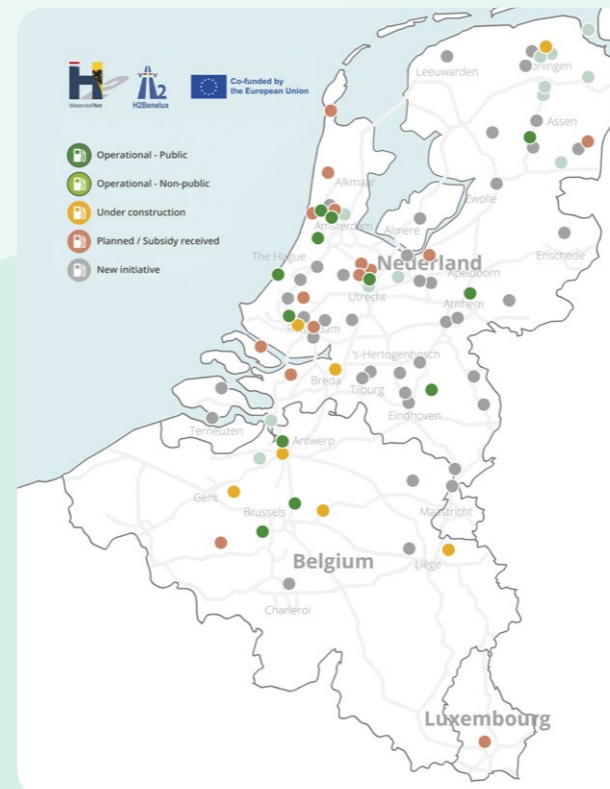 Leeuwarden
WaterstofNet
H2Benelux
Co-funded by
the European Union
Assen
Operational - Public
Operational - Non-public
Zwolle
Alkmaar
Under construction
Amsterdam
Almere
Planned / Subsidy received
Enschede
The Hague
Nederland
New initiative
Apeldoorn
Utrecht
Arnhem
's-Hertogenbosch
Breda
Tilburg
Eindhoven
Terneuzen
Antwerp
Gent
Brussels
Maastricht
Belgium
Liège
Charleroi
Luxembourg